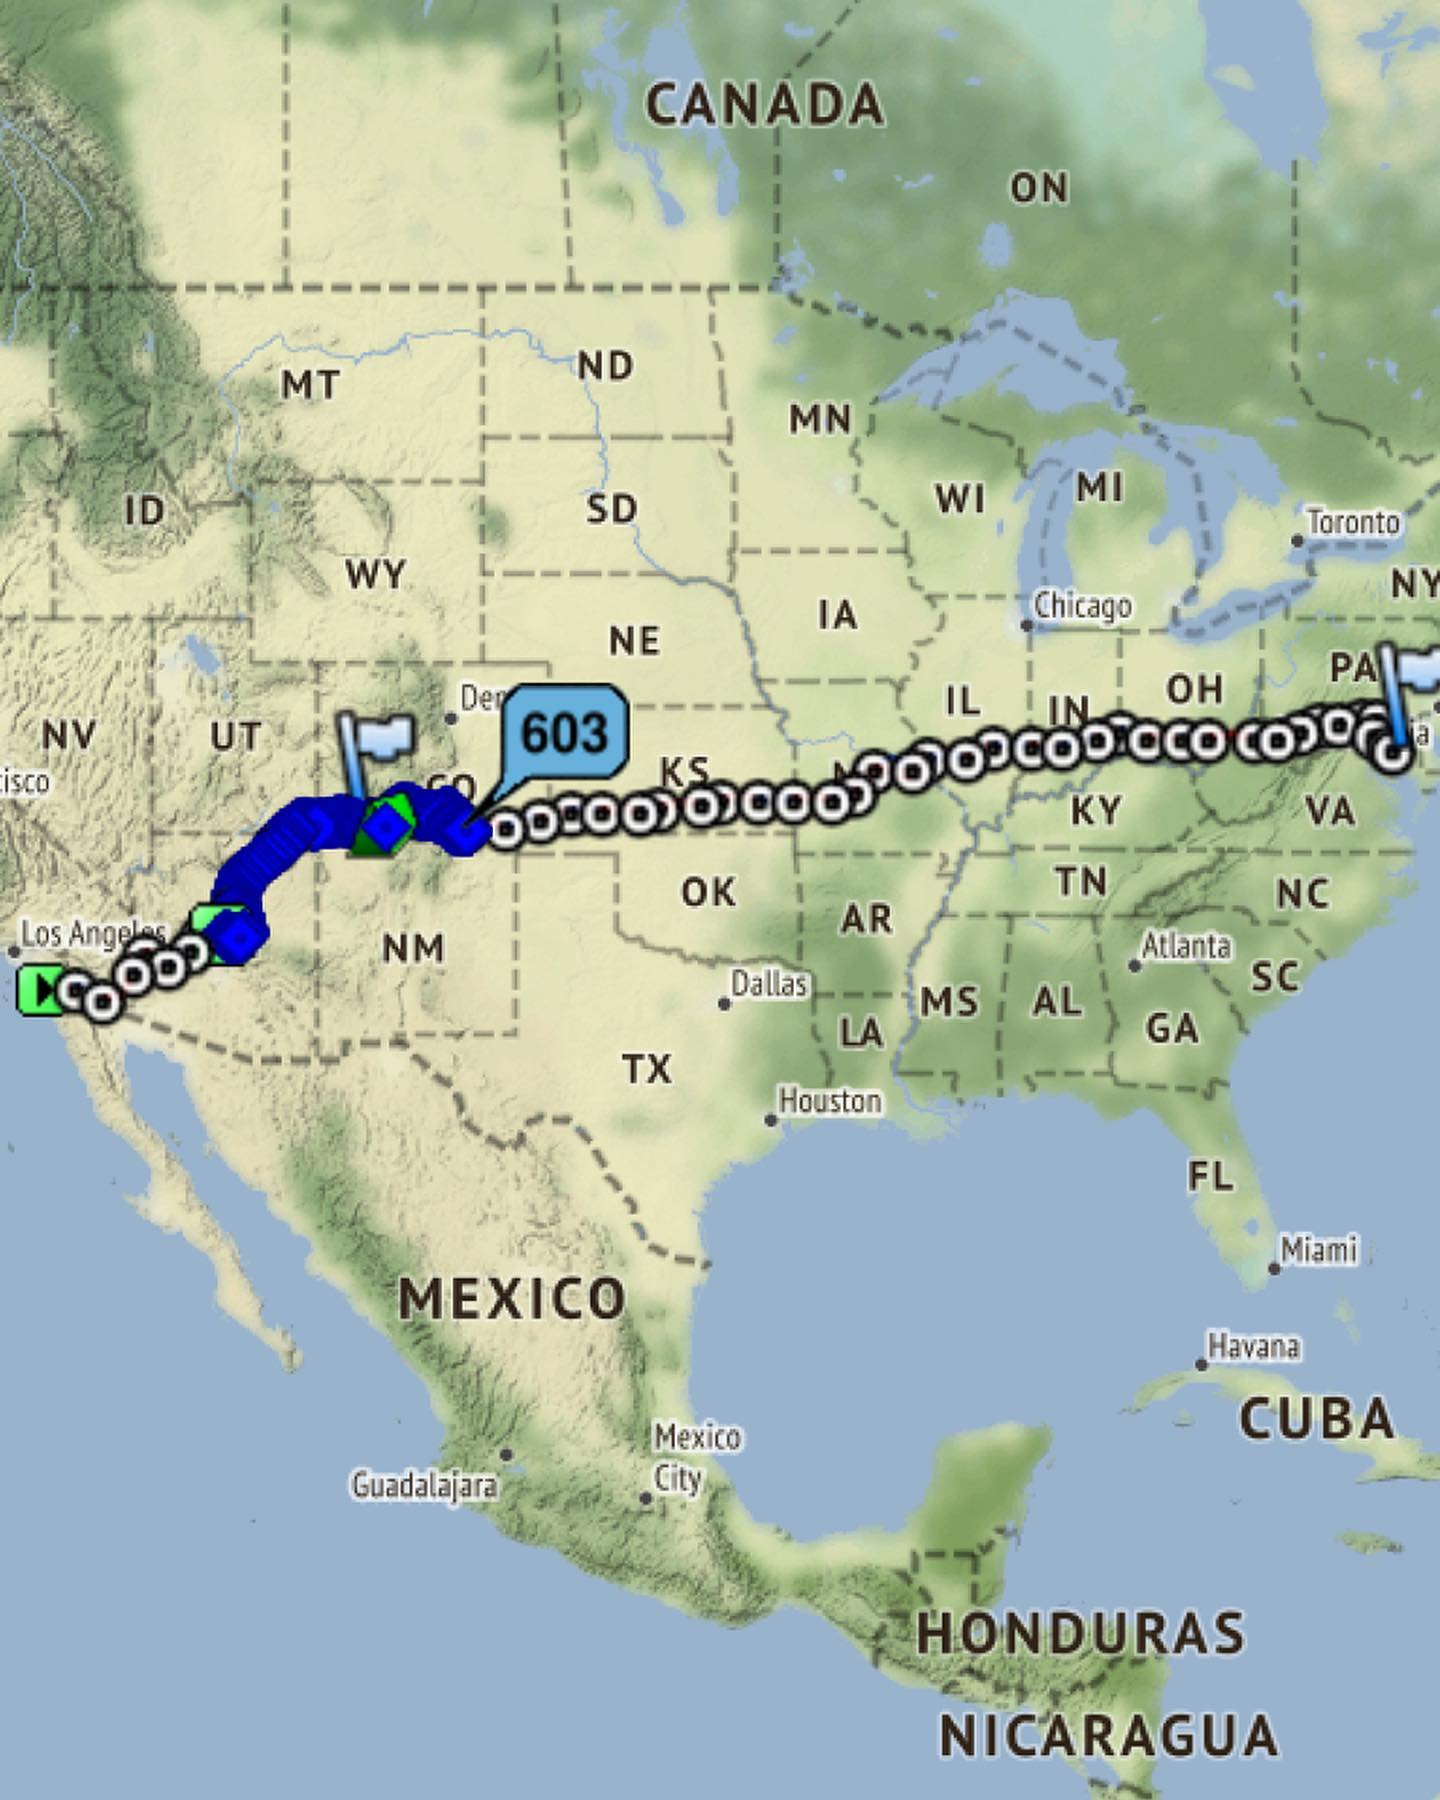 CANADA
ON
MT
ND
MN
ID
SD
WI
MI
Toronto
WY
NY
IA
Chicago
NE
PA
OH
IL
IN
NV
UT
603
KS
CO
KY
VA
Los Angeles
OK
TN
NC
AR
NM
Atlanta
SC
Dallas
MS
AL
LA
GA
TX
Houston
FL
Miami
MEXICO
Havana
CUBA
Mexico
City
Guadalajara
HONDURAS
NICARAGUA